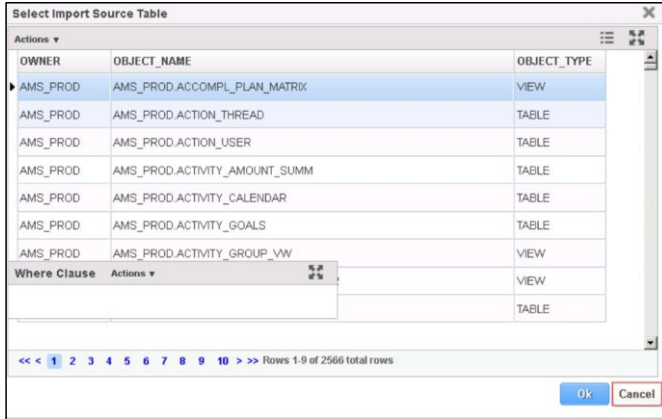 Select Import Source Table
Actions
OWNER OBJECT_NAME OBJECT_TYPE
AMS_PROD AMS_PROD.ACCOMPL_PLAN_MATRIX VIEW
AMS_PROD AMS_PROD.ACTION_THREAD TABLE
AMS_PROD AMS_PROD.ACTION_USER TABLE
AMS_PROD AMS_PROD.ACTIVITY_AMOUNT_SUMM TABLE
AMS_PROD AMS_PROD.ACTIVITY_CALENDAR TABLE
AMS_PROD AMS_PROD.ACTIVITY_GOALS TABLE
AMS_PROD AMS_PROD.ACTIVITY_GROUP_VW VIEW
Where Clause Actions
VIEW
TABLE
<< < 1 2 3 4 5 6 7 8 9 10 > >> Rows 1-9 of 2566 total rows
Ok Cancel